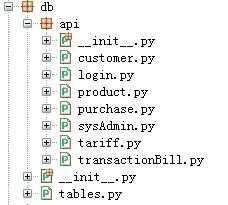 db
api
__init__.py
customer.py
login.py
product.py
purchase.py
sysAdmin.py
tariff.py
transactionBill.py
__init__.py
tables.py